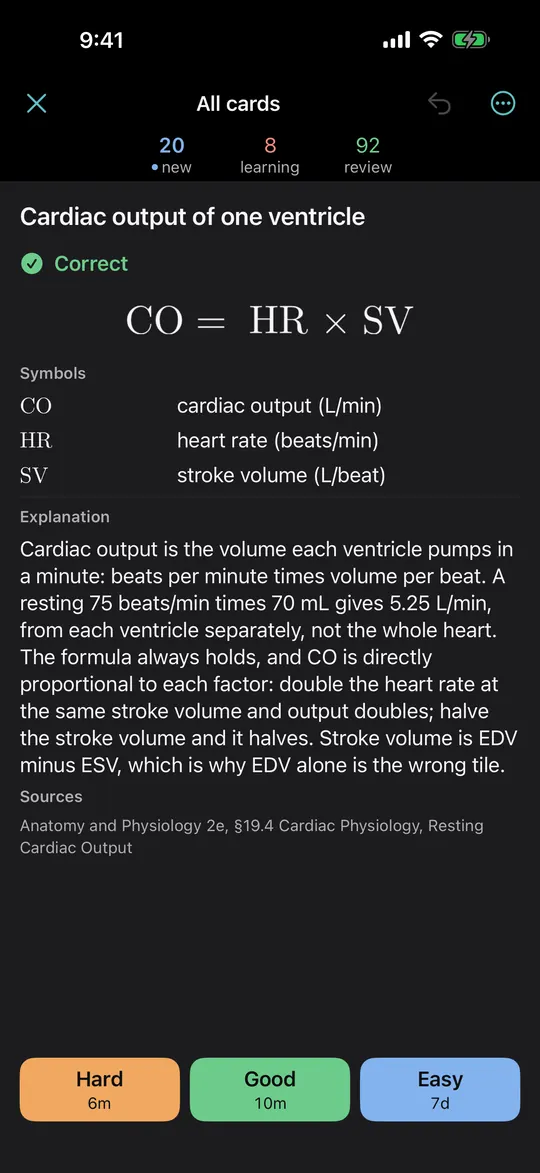 9:41
All cards
20 8 92
new learning review
Cardiac output of one ventricle
Correct
CO = HR × SV
Symbols
CO cardiac output (L/min)
HR heart rate (beats/min)
SV stroke volume (L/beat)
Explanation
Cardiac output is the volume each ventricle pumps in
a minute: beats per minute times volume per beat. A
resting 75 beats/min times 70 mL gives 5.25 L/min,
from each ventricle separately, not the whole heart.
The formula always holds, and CO is directly
proportional to each factor: double the heart rate at
the same stroke volume and output doubles; halve
the stroke volume and it halves. Stroke volume is EDV
minus ESV, which is why EDV alone is the wrong tile.
Sources
Anatomy and Physiology 2e, §19.4 Cardiac Physiology, Resting
Cardiac Output
Hard Good Easy
6m 10m 7d